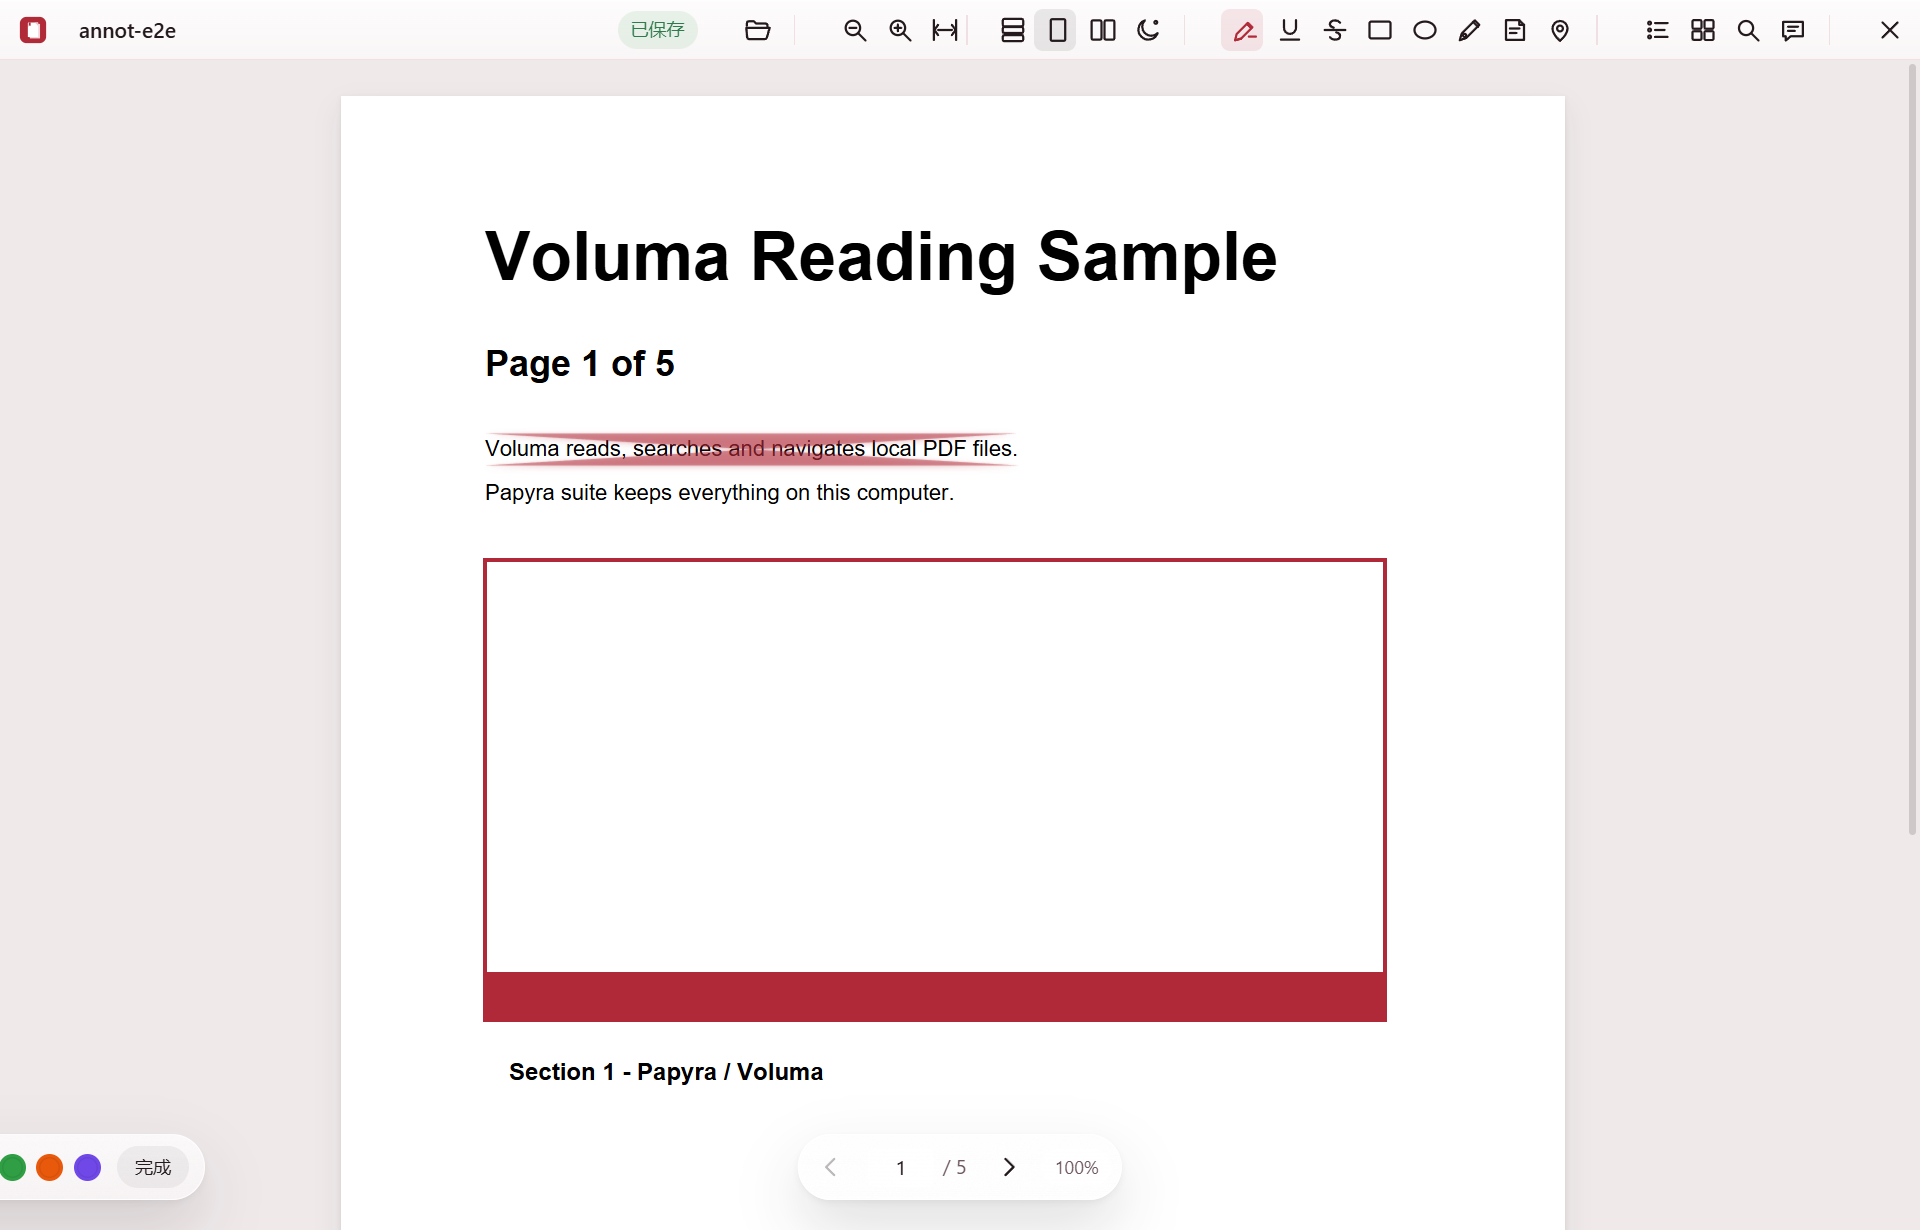 annot-e2e
已保存
Voluma Reading Sample
Page 1 of 5
Voluma reads, searches and navigates local PDF files.
Papyra suite keeps everything on this computer.
Section 1 - Papyra / Voluma
完成
1 / 5 100%